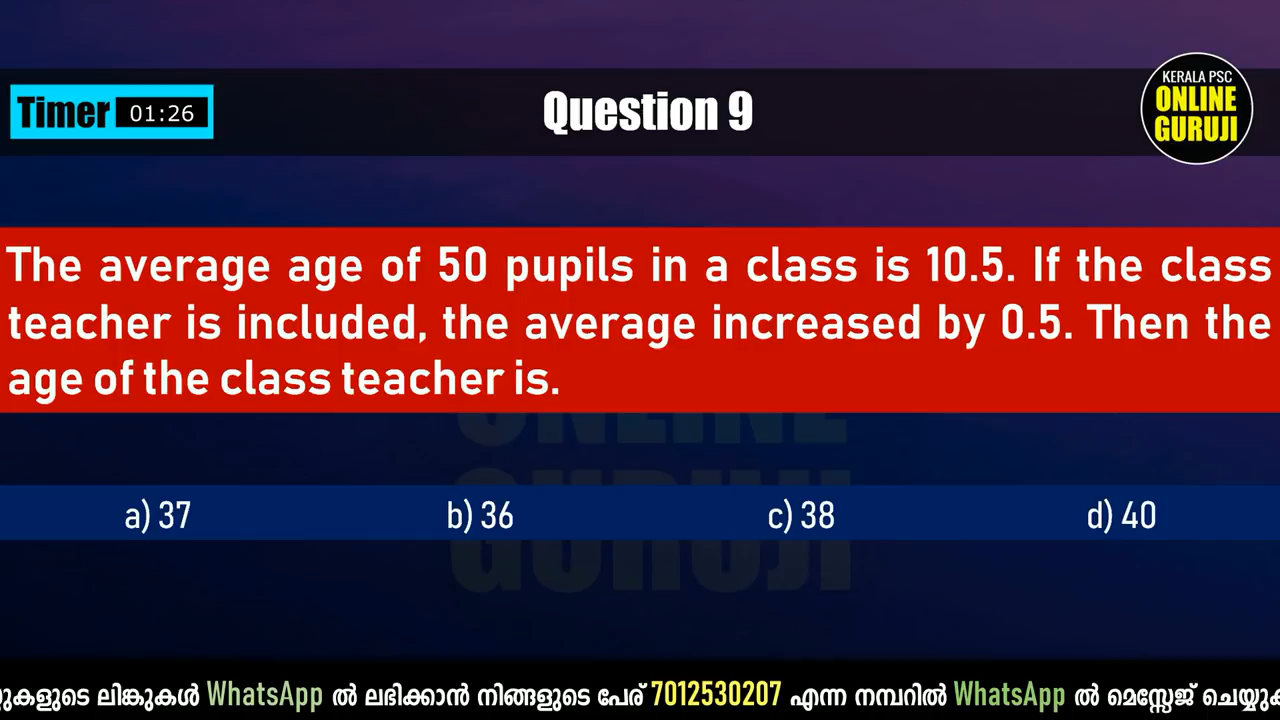 Timer 01:26
Question 9
KERALA PSC
ONLINE
GURUJI
The average age of 50 pupils in a class is 10.5. If the class
teacher is included, the average increased by 0.5. Then the
age of the class teacher is.
ONLINE
GURUJI
a) 37 b) 36 c) 38 d) 40
റുകളുടെ ലിങ്കുകൾ WhatsApp ൽ ലഭിക്കാൻ നിങ്ങളുടെ പേര് 7012530207 എന്ന നമ്പറിൽ WhatsApp ൽ മെസ്സേജ് ചെയ്യുക